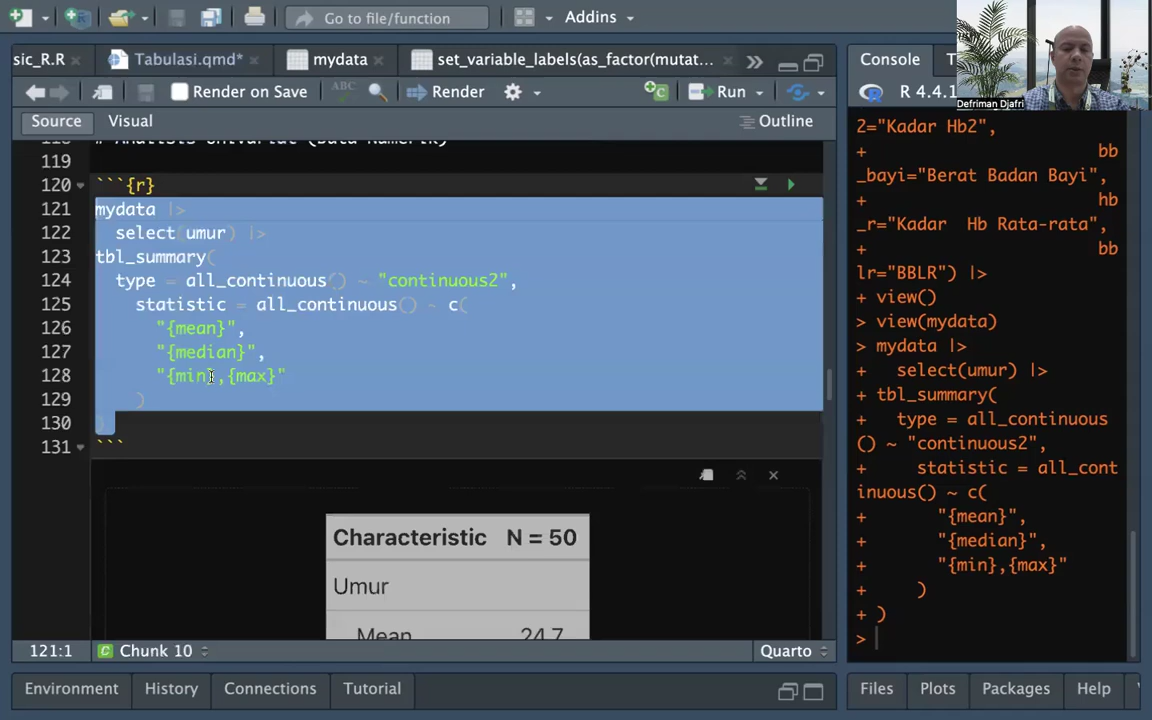 Go to file/function
Addins
sic_R.R
Tabulasi.qmd*
mydata
set_variable_labels(as_factor(mutat...
Render on Save
ABC
Render
Run
Source
Visual
Outline
119
120 ```{r}
121 mydata |>
122 select(umur) |>
123 tbl_summary(
124 type = all_continuous() ~ "continuous2",
125 statistic = all_continuous() ~ c(
126 "{mean}",
127 "{median}",
128 "{min},{max}"
129 )
130 )
131 ```
Characteristic N = 50
Umur
Mean 24.7
121:1 Chunk 10
Quarto
Environment History Connections Tutorial
Console
Defriman Djafri
R 4.4.1
2="Kadar Hb2",
+ bb
_bayi="Berat Badan Bayi",
+ hb
_r="Kadar Hb Rata-rata",
+ bb
lr="BBLR") |>
+ view()
> view(mydata)
> mydata |>
+ select(umur) |>
+ tbl_summary(
+ type = all_continuous
() ~ "continuous2",
+ statistic = all_cont
inuous() ~ c(
+ "{mean}",
+ "{median}",
+ "{min},{max}"
+ )
+ )
>
Files Plots Packages Help